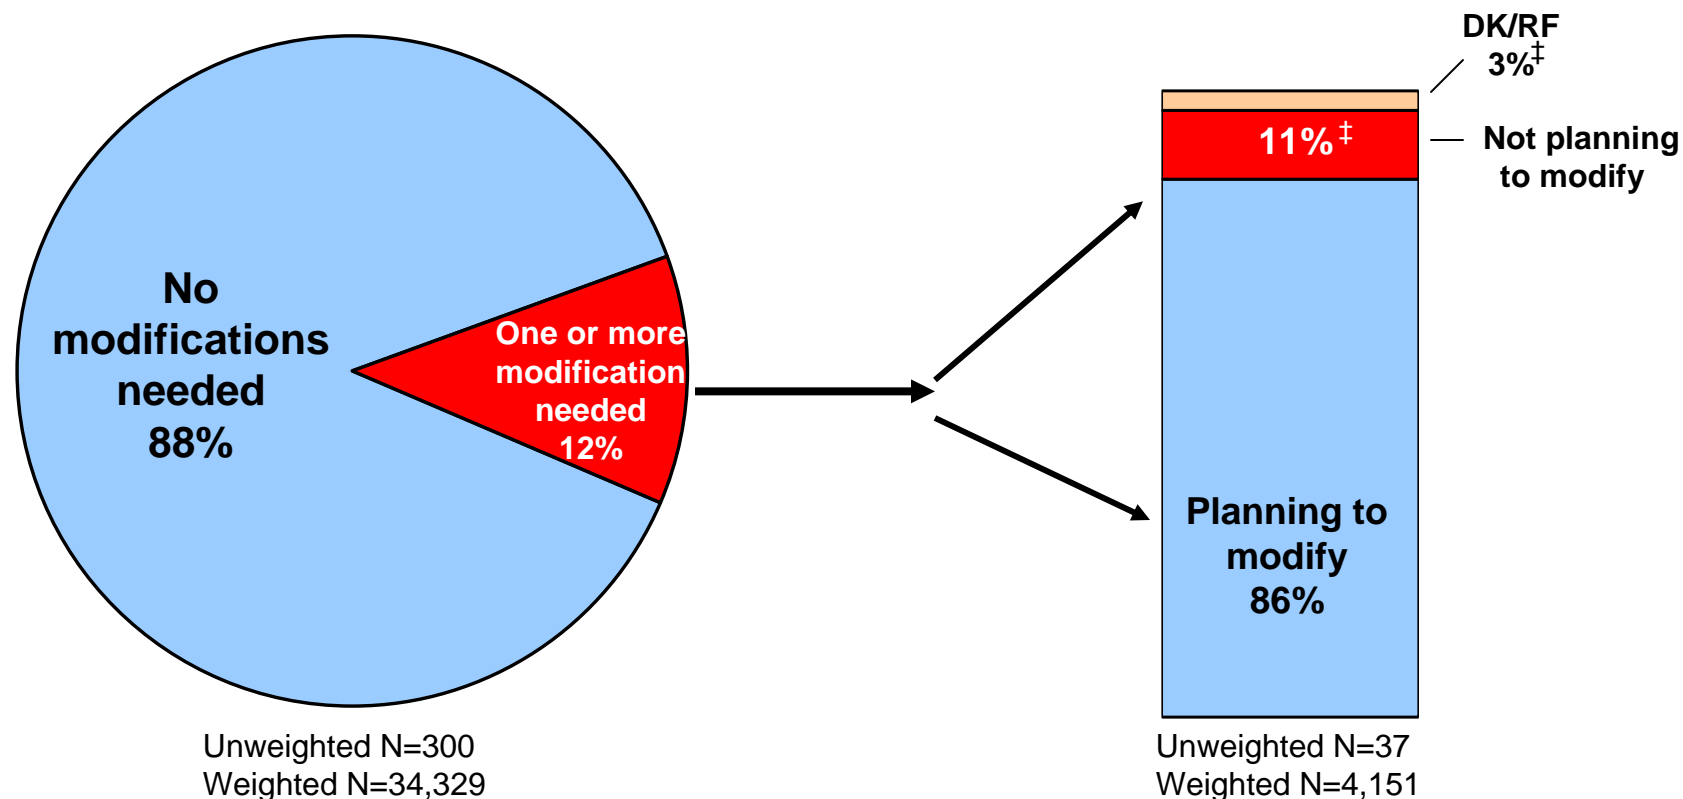 No
modifications
needed
88%
One or more
modification
needed
12%
Unweighted N=300
Weighted N=34,329
DK/RF
3%‡
11%‡
Not planning
to modify
Planning to
modify
86%
Unweighted N=37
Weighted N=4,151